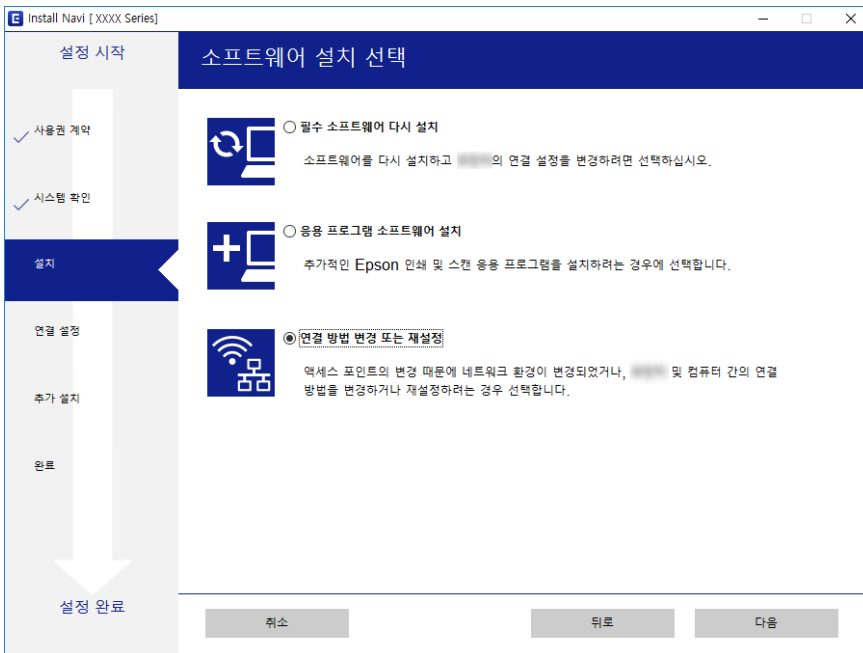 Install Navi [ XXXX Series]
설정 시작
사용권 계약
시스템 확인
설치
연결 설정
추가 설치
완료
설정 완료
소프트웨어 설치 선택
필수 소프트웨어 다시 설치
소프트웨어를 다시 설치하고 의 연결 설정을 변경하려면 선택하십시오.
응용 프로그램 소프트웨어 설치
추가적인 Epson 인쇄 및 스캔 응용 프로그램을 설치하려는 경우에 선택합니다.
연결 방법 변경 또는 재설정
액세스 포인트의 변경 때문에 네트워크 환경이 변경되었거나, 및 컴퓨터 간의 연결
방법을 변경하거나 재설정하려는 경우 선택합니다.
취소
뒤로
다음